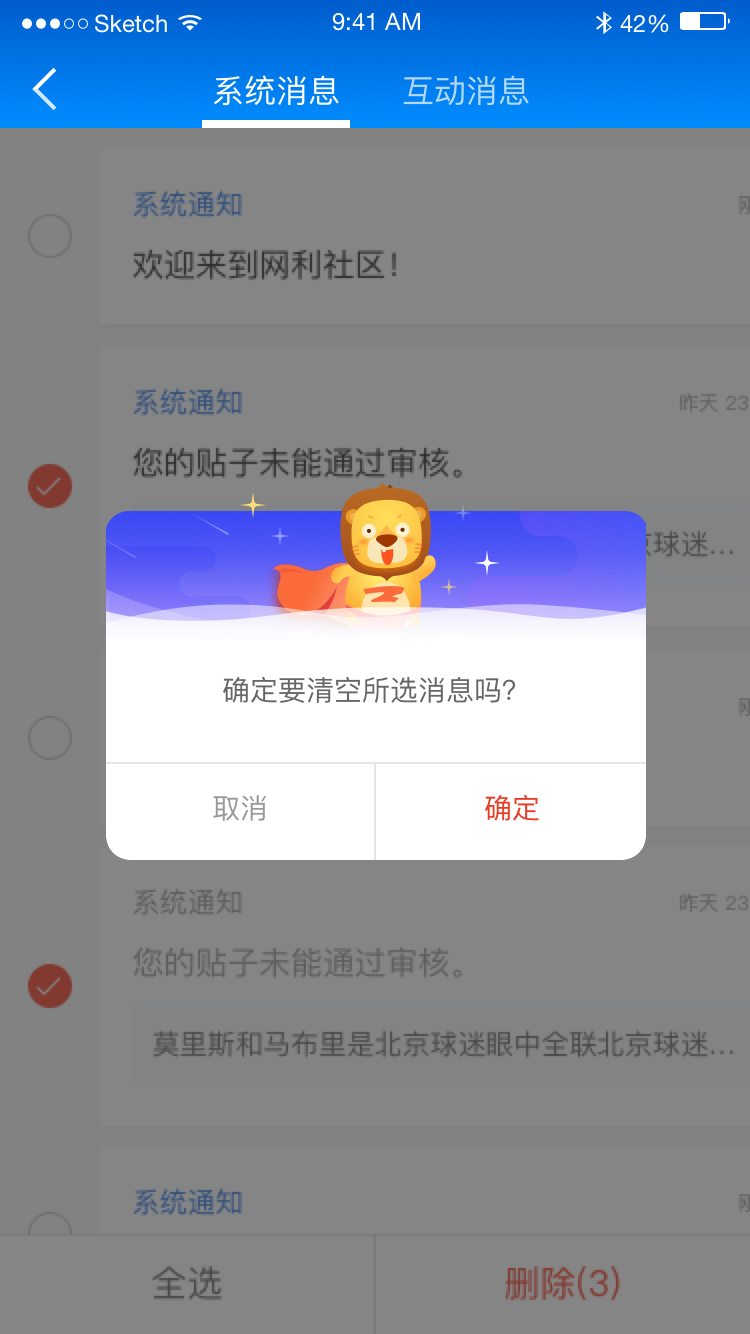 Sketch 9:41 AM 42%
系统消息 互动消息
系统通知
欢迎来到网利社区！
系统通知 昨天 23
您的贴子未能通过审核。
京球迷...
确定要清空所选消息吗?
取消 确定
系统通知 昨天 23
您的贴子未能通过审核。
莫里斯和马布里是北京球迷眼中全联北京球迷...
系统通知
全选 删除(3)